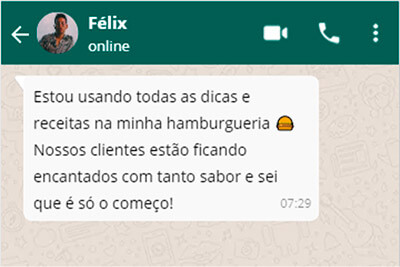 Félix
online
Estou usando todas as dicas e
receitas na minha hamburgueria 🍔
Nossos clientes estão ficando
encantados com tanto sabor e sei
que é só o começo!
07:29